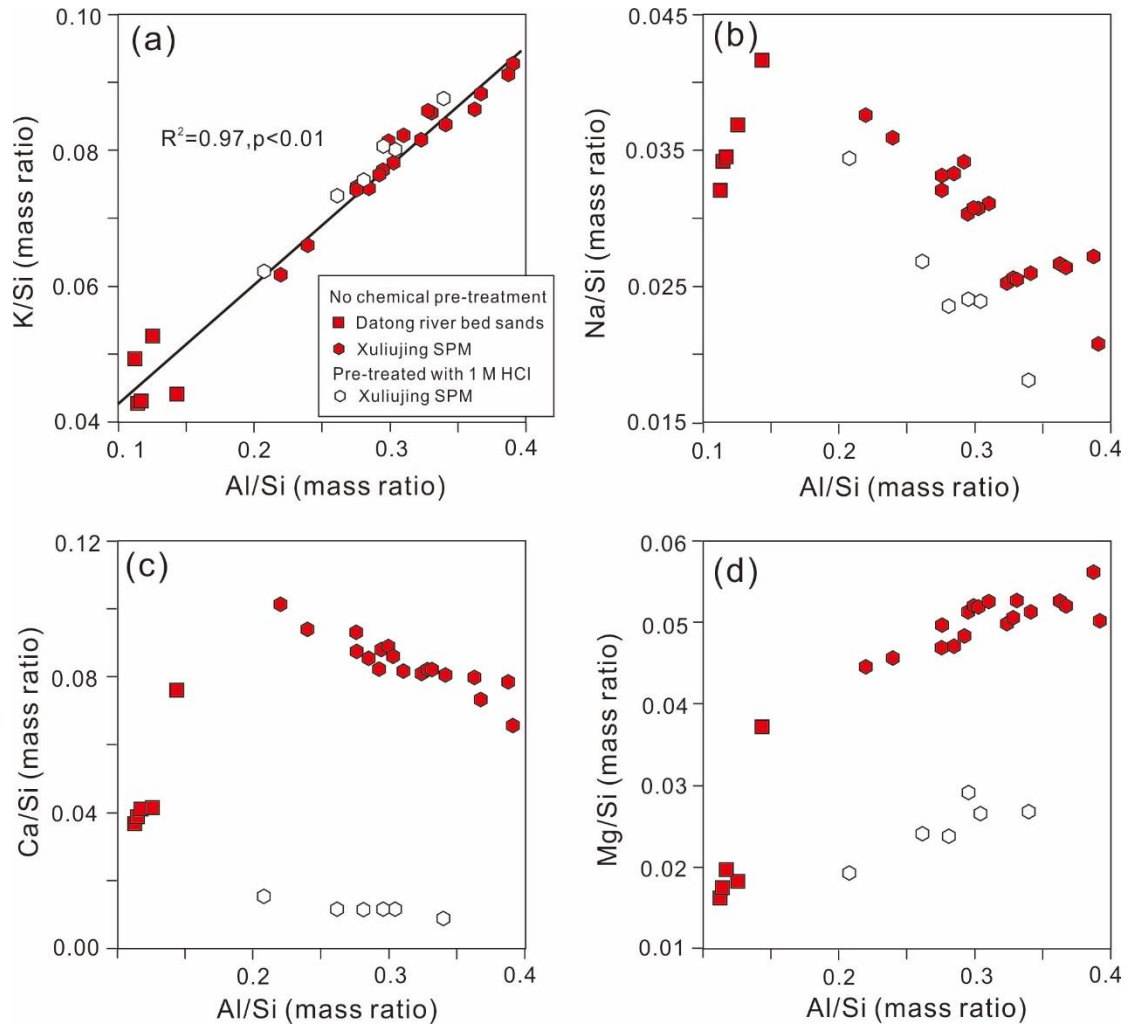 (a)
0.10
0.08
0.06
0.04
K/Si (mass ratio)
R²=0.97,p<0.01
No chemical pre-treatment
Datong river bed sands
Xuliujing SPM
Pre-treated with 1 M HCl
Xuliujing SPM
0.1 0.2 0.3 0.4
Al/Si (mass ratio)
(b)
0.045
0.035
0.025
0.015
Na/Si (mass ratio)
0.1 0.2 0.3 0.4
Al/Si (mass ratio)
(c)
0.12
0.08
0.04
0.00
Ca/Si (mass ratio)
0.2 0.3 0.4
Al/Si (mass ratio)
(d)
0.06
0.05
0.04
0.03
0.02
0.01
Mg/Si (mass ratio)
0.2 0.3 0.4
Al/Si (mass ratio)